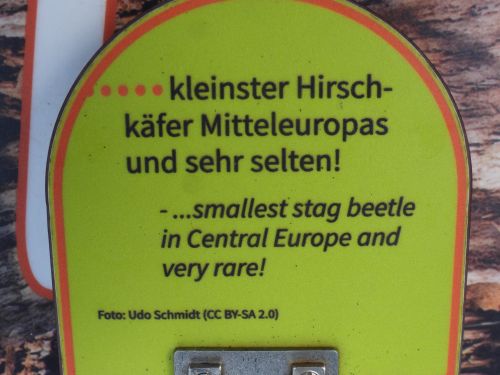 .....kleinster Hirsch-
käfer Mitteleuropas
und sehr selten!
- ...smallest stag beetle
in Central Europe and
very rare!
Foto: Udo Schmidt (CC BY-SA 2.0)